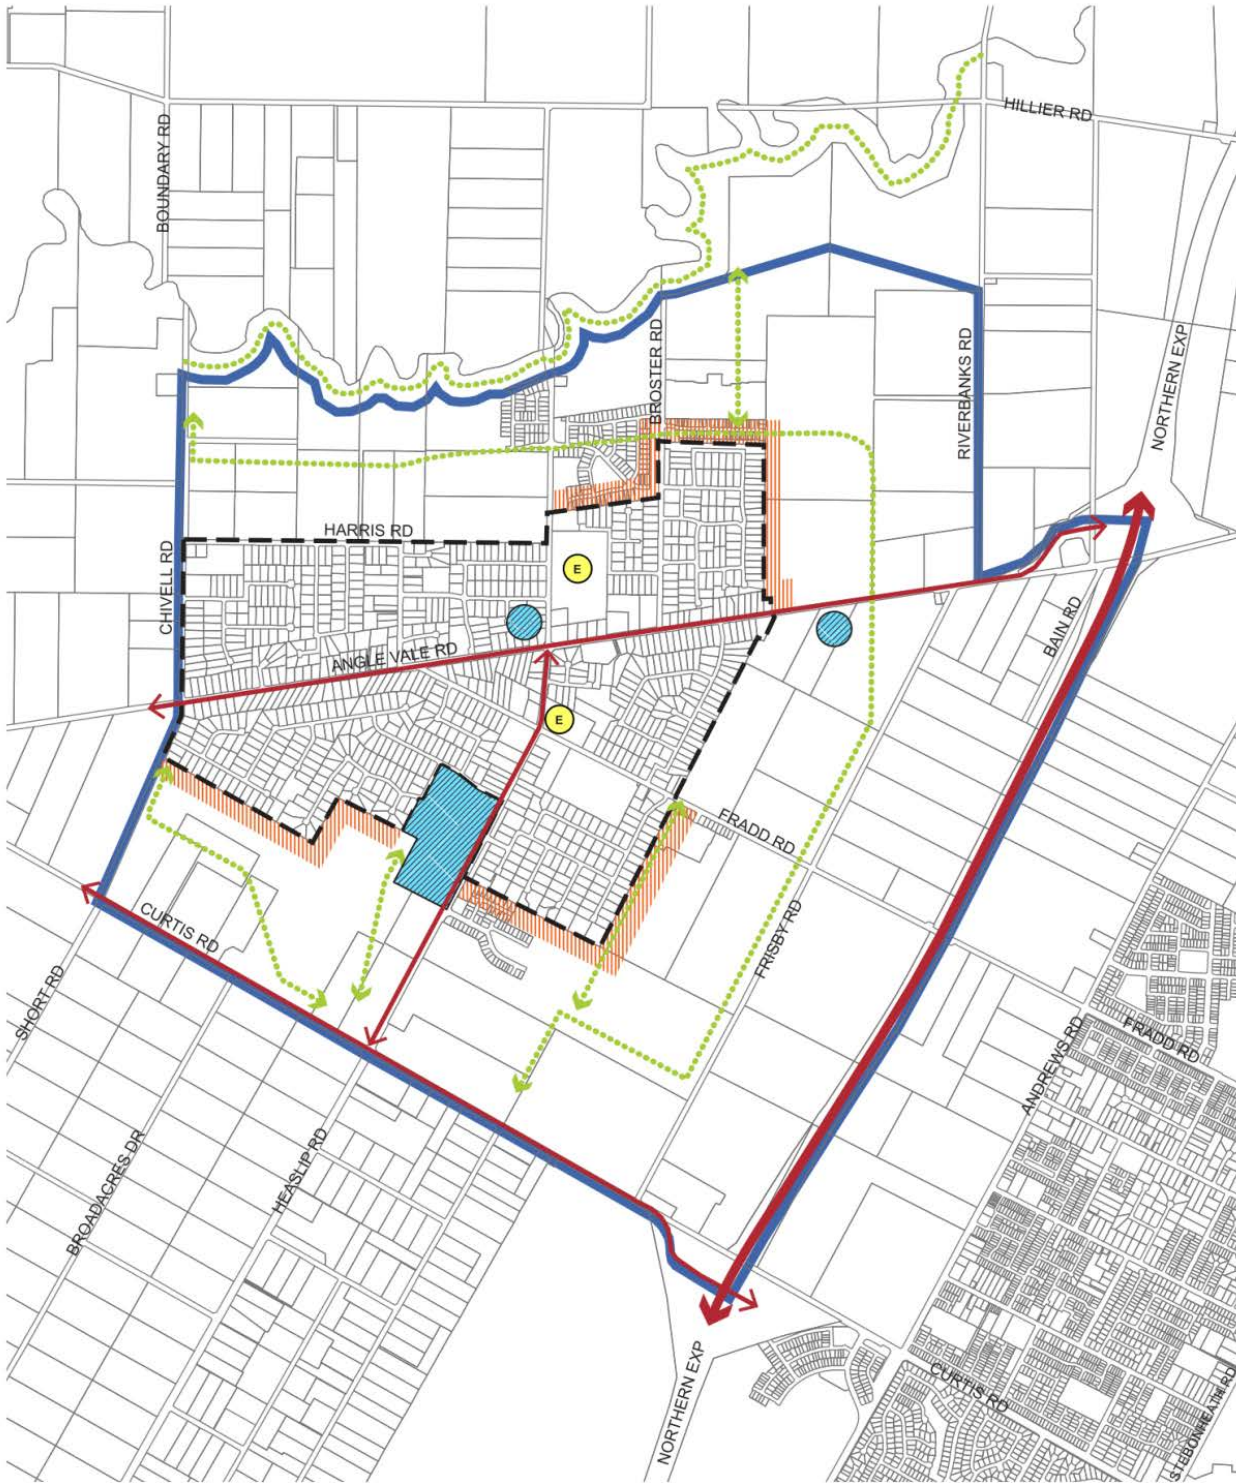 HILLIER RD
BOUNDARY RD
BROSTER RD
RIVERBANKS RD
NORTHERN EXP
HARRIS RD
CHIVELL RD
E
ANGLE VALE RD
BAIN RD
E
FRADD RD
CURTIS RD
FRISBY RD
SHORT RD
ANDREWS RD
FRADD RD
BROADACRES DR
HEASLIP RD
NORTHERN EXP
CURTIS RD
STEBONHEATH RD